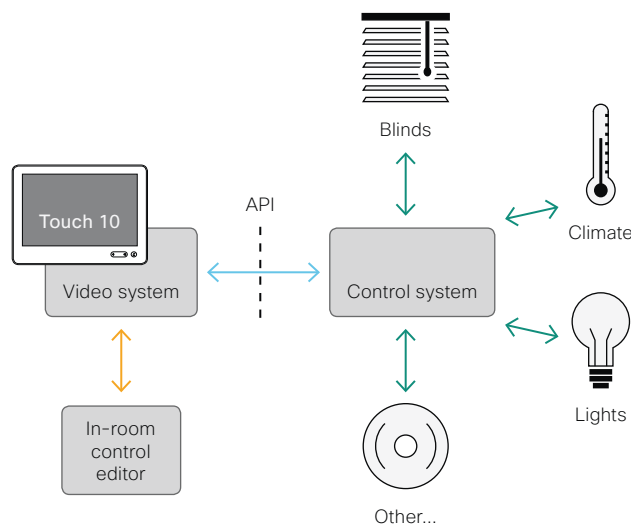 Blinds
Touch 10
API
Climate
Video system
Control system
Lights
In-room
control
editor
Other...